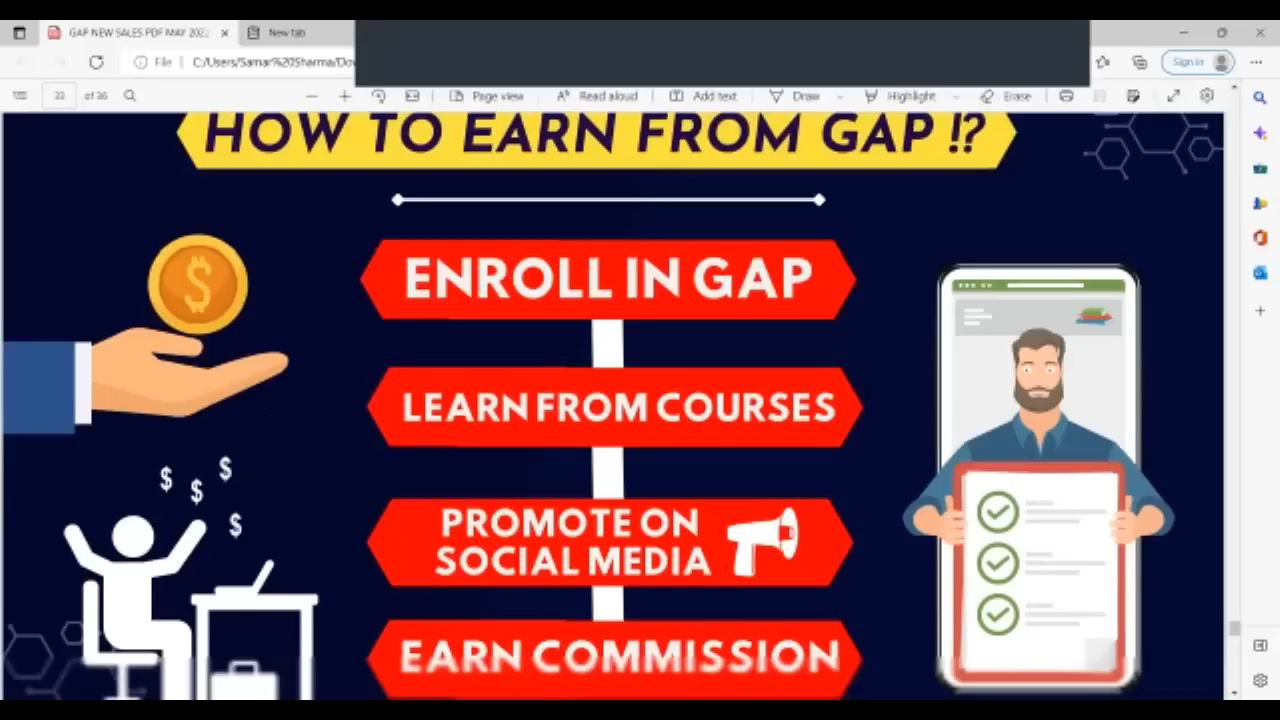 GAP NEW SALES PDF MAY 202
New tab
File
C:/Users/Samar%20Sharma/Dow
Sign in
33 of 36
Page view
Read aloud
Add text
Draw
Highlight
Erase
HOW TO EARN FROM GAP !?
$
ENROLL IN GAP
LEARN FROM COURSES
$ $ $
$
PROMOTE ON
SOCIAL MEDIA
EARN COMMISSION